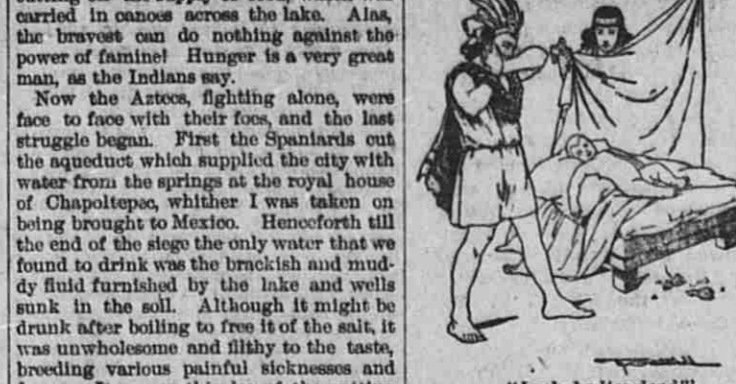 carried in canoes across the lake. Alas,
the bravest can do nothing against the
power of famine! Hunger is a very great
man, as the Indians say.
Now the Aztecs, fighting alone, were
face to face with their foes, and the last
struggle began. First the Spaniards cut
the aqueduct which supplied the city with
water from the springs at the royal house
of Chapoltepec, whither I was taken on
being brought to Mexico. Henceforth till
the end of the siege the only water that we
found to drink was the brackish and mud-
dy fluid furnished by the lake and wells
sunk in the soil. Although it might be
drunk after boiling to free it of the salt, it
was unwholesome and filthy to the taste,
breeding various painful sicknesses and